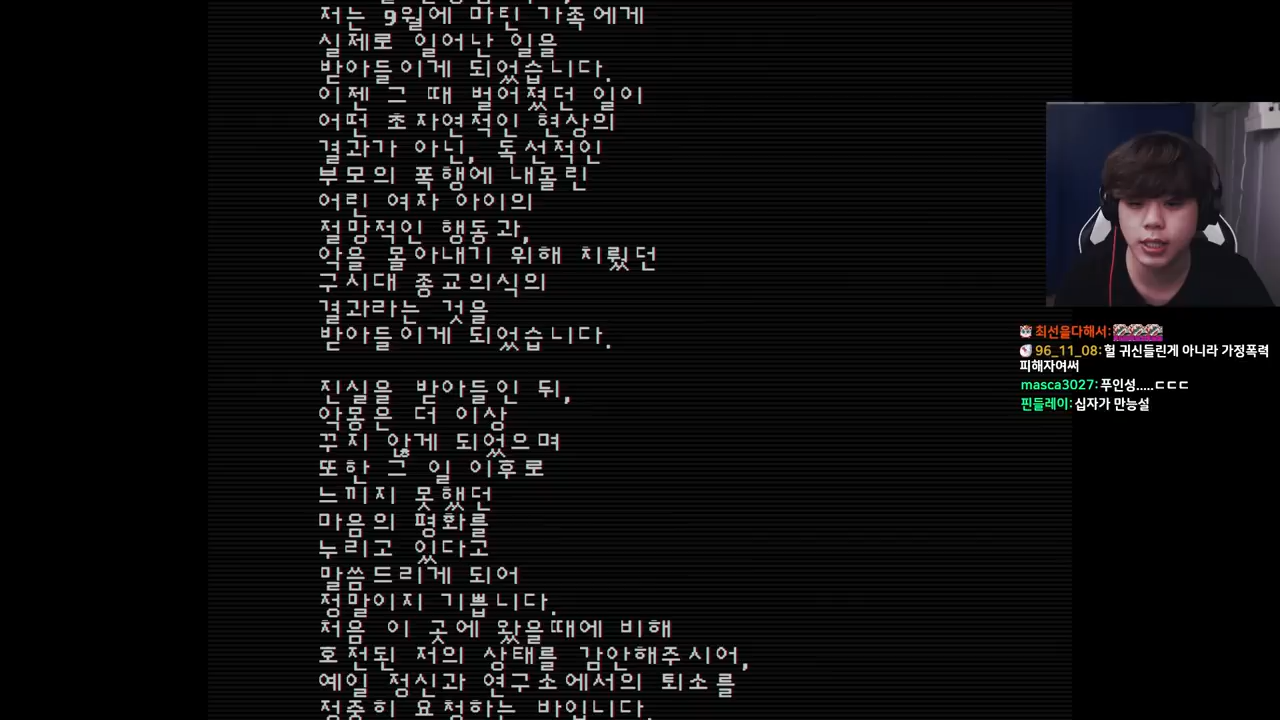 저는 9월에 마틴 가족에게
실제로 일어난 일을
받아들이게 되었습니다.
이젠 그 때 벌어졌던 일이
어떤 초자연적인 현상의
결과가 아닌, 독선적인
부모의 폭행에 내몰린
어린 여자 아이의
절망적인 행동과,
악을 몰아내기 위해 치뤘던
구시대 종교의식의
결과라는 것을
받아들이게 되었습니다.
진실을 받아들인 뒤,
악몽은 더 이상
꾸지 않게 되었으며
또한 그 일 이후로
느끼지 못했던
마음의 평화를
누리고 있다고
말씀드리게 되어
정말이지 기쁩니다.
처음 이 곳에 왔을때에 비해
호전된 저의 상태를 감안해주시어,
예일 정신과 연구소에서의 퇴소를
정중히 요청하는 바입니다.
최선을다해서:
96_11_08: 헐 귀신들린게 아니라 가정폭력
피해자여써
masca3027: 푸인성.....ㄷㄷㄷ
핀들레이: 십자가 만능설